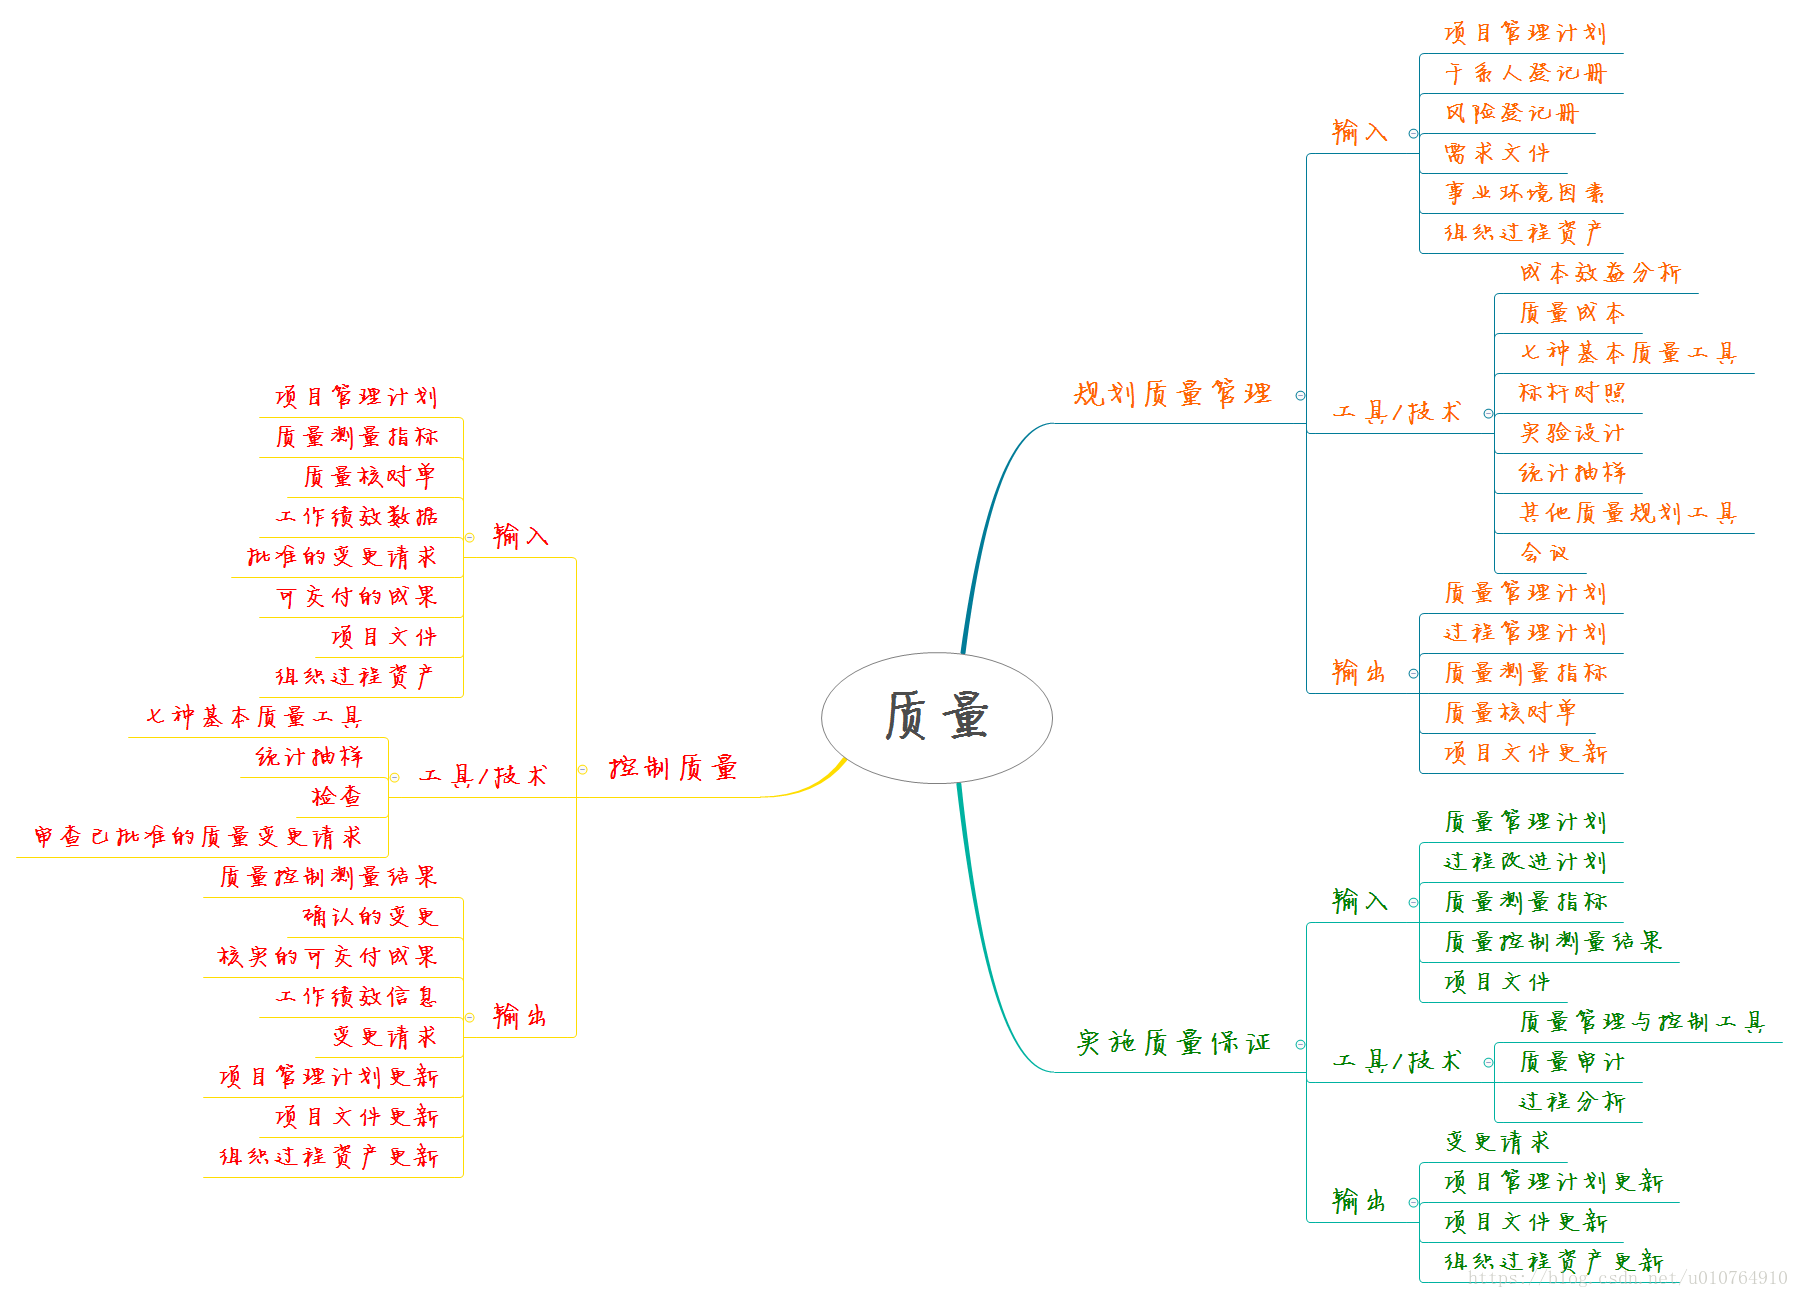 质量
规划质量管理
输入
项目管理计划
干系人登记册
风险登记册
需求文件
事业环境因素
组织过程资产
工具/技术
成本效益分析
质量成本
七种基本质量工具
标杆对照
实验设计
统计抽样
其他质量规划工具
会议
输出
质量管理计划
过程管理计划
质量测量指标
质量核对单
项目文件更新
实施质量保证
输入
质量管理计划
过程改进计划
质量测量指标
质量控制测量结果
项目文件
工具/技术
质量管理与控制工具
质量审计
过程分析
输出
变更请求
项目管理计划更新
项目文件更新
组织过程资产更新
控制质量
输入
项目管理计划
质量测量指标
质量核对单
工作绩效数据
批准的变更请求
可交付的成果
项目文件
组织过程资产
工具/技术
七种基本质量工具
统计抽样
检查
审查已批准的质量变更请求
输出
质量控制测量结果
确认的变更
核实的可交付成果
工作绩效信息
变更请求
项目管理计划更新
项目文件更新
组织过程资产更新
https://blog.csdn.net/u010764910